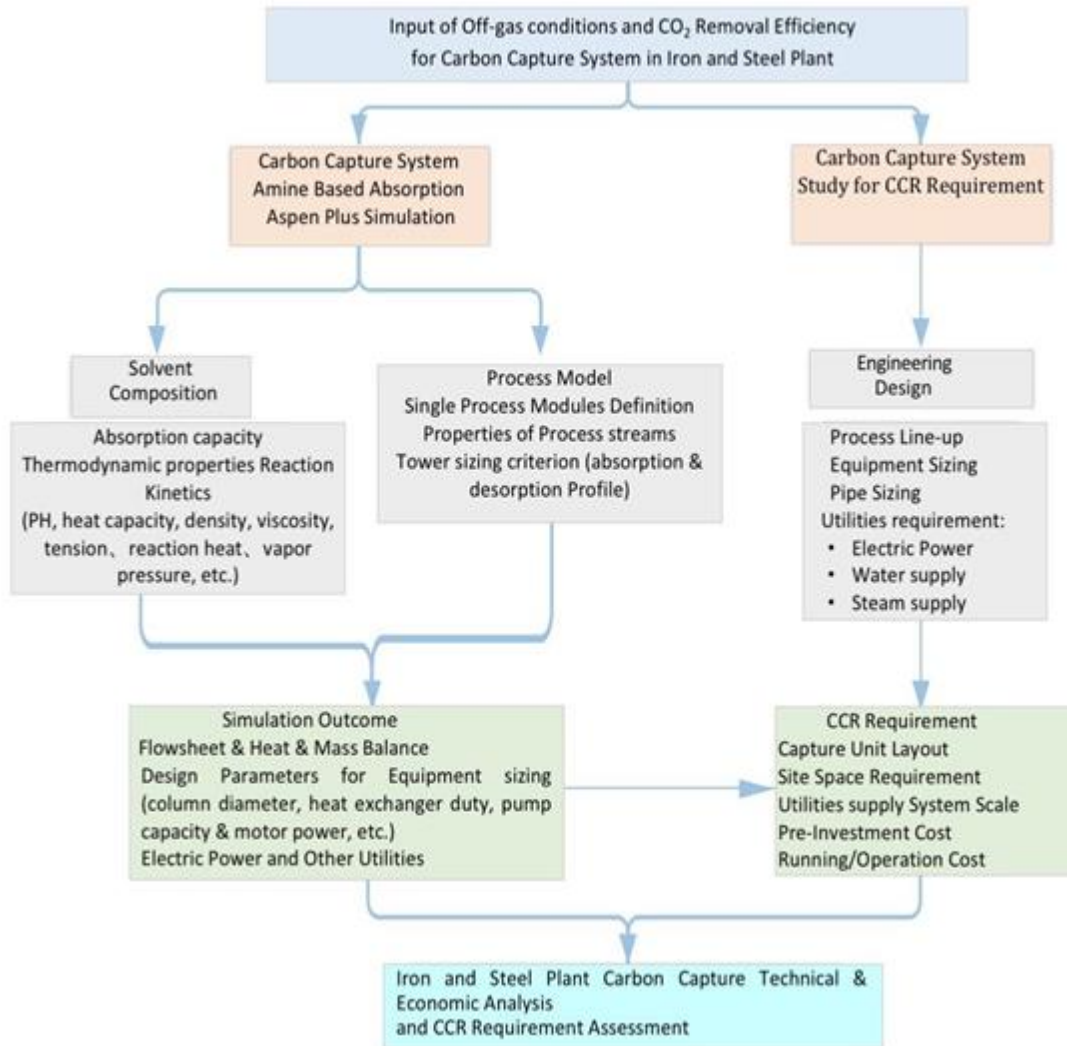 Input of Off-gas conditions and CO₂ Removal Efficiency
for Carbon Capture System in Iron and Steel Plant
Carbon Capture System
Amine Based Absorption
Aspen Plus Simulation
Carbon Capture System
Study for CCR Requirement
Solvent
Composition
Absorption capacity
Thermodynamic properties Reaction
Kinetics
(PH, heat capacity, density, viscosity,
tension、reaction heat、vapor
pressure, etc.)
Process Model
Single Process Modules Definition
Properties of Process streams
Tower sizing criterion (absorption &
desorption Profile)
Engineering
Design
Process Line-up
Equipment Sizing
Pipe Sizing
Utilities requirement:
• Electric Power
• Water supply
• Steam supply
Simulation Outcome
Flowsheet & Heat & Mass Balance
Design Parameters for Equipment sizing
(column diameter, heat exchanger duty, pump
capacity & motor power, etc.)
Electric Power and Other Utilities
CCR Requirement
Capture Unit Layout
Site Space Requirement
Utilities supply System Scale
Pre-Investment Cost
Running/Operation Cost
Iron and Steel Plant Carbon Capture Technical &
Economic Analysis
and CCR Requirement Assessment